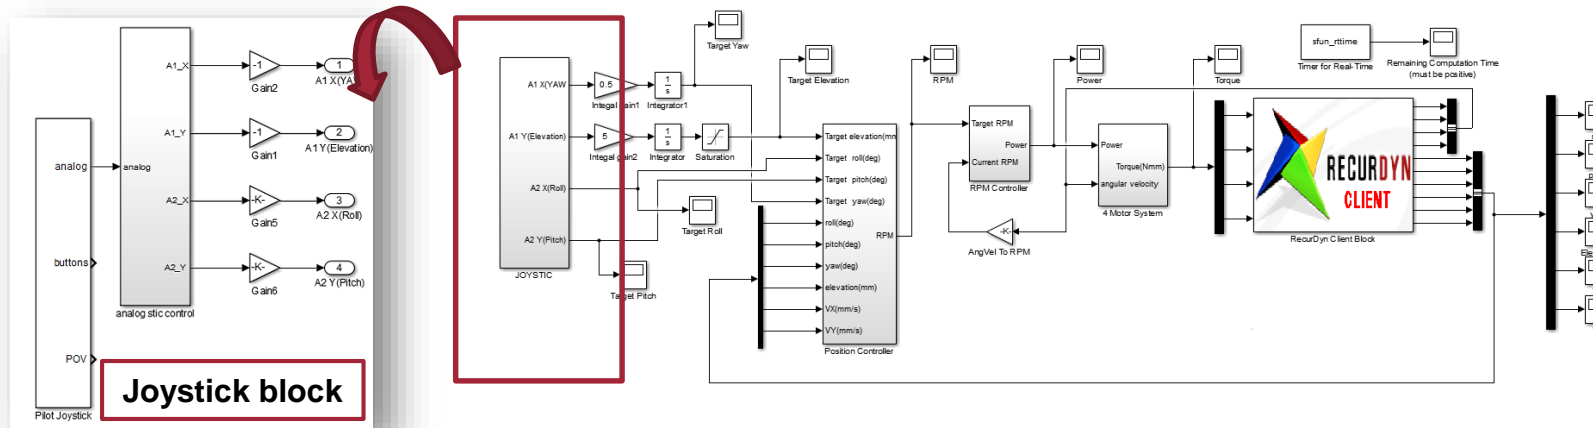 analog
buttons
POV
Pilot Joystick
analog
A1_X
A1_Y
A2_X
A2_Y
analog stic control
-1
Gain2
-1
Gain1
-K-
Gain5
-K-
Gain6
1
A1 X(YA
2
A1Y(Elevation)
3
A2 X(Roll)
4
A2 Y(Pitch)
Joystick block
A1 X(YAW
A1 Y(Elevation)
A2 X(Roll)
A2 Y(Pitch)
JOYSTIC
0.5
Integal gain1
1
s
Integrator1
5
Integal gain2
1
s
Integrator
Saturation
Target Yaw
Target Elevation
Target Roll
Target Pitch
Target elevation(mn
Target roll(deg)
Target pitch(deg)
Target yaw(deg)
roll(deg)
pitch(deg)
yaw(deg)
elevation(mm)
VX(mm/s)
VY(mm/s)
RPM
Position Controller
RPM
Target RPM
Power
Current RPM
RPM Controller
-K-
AngVel To RPM
Power
Power
Torque(Nmm)
angular velocity
4 Motor System
Torque
sfun_rttime
Timer for Real-Time
Remaining Computation Time
(must be positive)
RECURDYN
CLIENT
RecurDyn Client Block